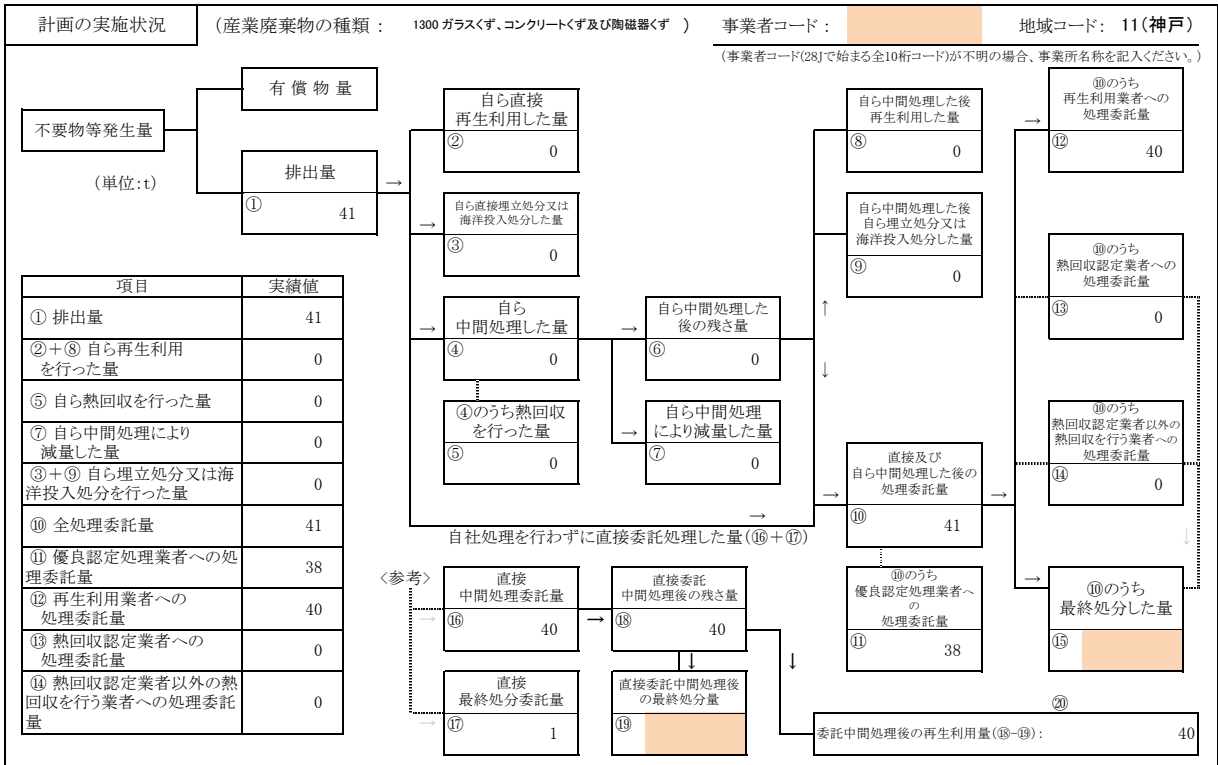 計画の実施状況
(産業廃棄物の種類 : 1300 ガラスくず、コンクリートくず及び陶磁器くず )
事業者コード :
地域コード: 11(神戸)
(事業者コード(28Jで始まる全10桁コード)が不明の場合、事業所名称を記入ください。)
不要物等発生量
(単位:t)
有 償 物 量
排出量
→
① 41
自ら直接
再生利用した量
② 0
→
自ら直接埋立処分又は
海洋投入処分した量
③ 0
→
自ら
中間処理した量
④ 0
④のうち熱回収
を行った量
⑤ 0
→
自ら中間処理した
後の残さ量
⑥ 0
→
自ら中間処理
により減量した量
⑦ 0
自ら中間処理した後
再生利用した量
⑧ 0
自ら中間処理した後
自ら埋立処分又は
海洋投入処分した量
⑨ 0
↑
↓
→
直接及び
自ら中間処理した後の
処理委託量
⑩ 41
→
⑩のうち
優良認定処理業者へ
の
処理委託量
⑪ 38
→
⑩のうち
再生利用業者への
処理委託量
⑫ 40
⑩のうち
熱回収認定業者への
処理委託量
⑬ 0
⑩のうち
熱回収認定業者以外の
熱回収を行う業者への
処理委託量
⑭ 0
↓
→
⑩のうち
最終処分した量
⑮
→
自社処理を行わずに直接委託処理した量(⑯+⑰)
<参考>
→
直接
中間処理委託量
⑯ 40
→
直接委託
中間処理後の残さ量
⑱ 40
↓
↓
→
直接
最終処分委託量
⑰ 1
直接委託中間処理後
の最終処分量
⑲
⑳
委託中間処理後の再生利用量(⑱-⑲) : 40
項目 実績値
① 排出量 41
②+⑧ 自ら再生利用
を行った量 0
⑤ 自ら熱回収を行った量 0
⑦ 自ら中間処理により
減量した量 0
③+⑨ 自ら埋立処分又は海
洋投入処分を行った量 0
⑩ 全処理委託量 41
⑪ 優良認定処理業者への処
理委託量 38
⑫ 再生利用業者への
処理委託量 40
⑬ 熱回収認定業者への
処理委託量 0
⑭ 熱回収認定業者以外の熱
回収を行う業者への処理委託
量 0